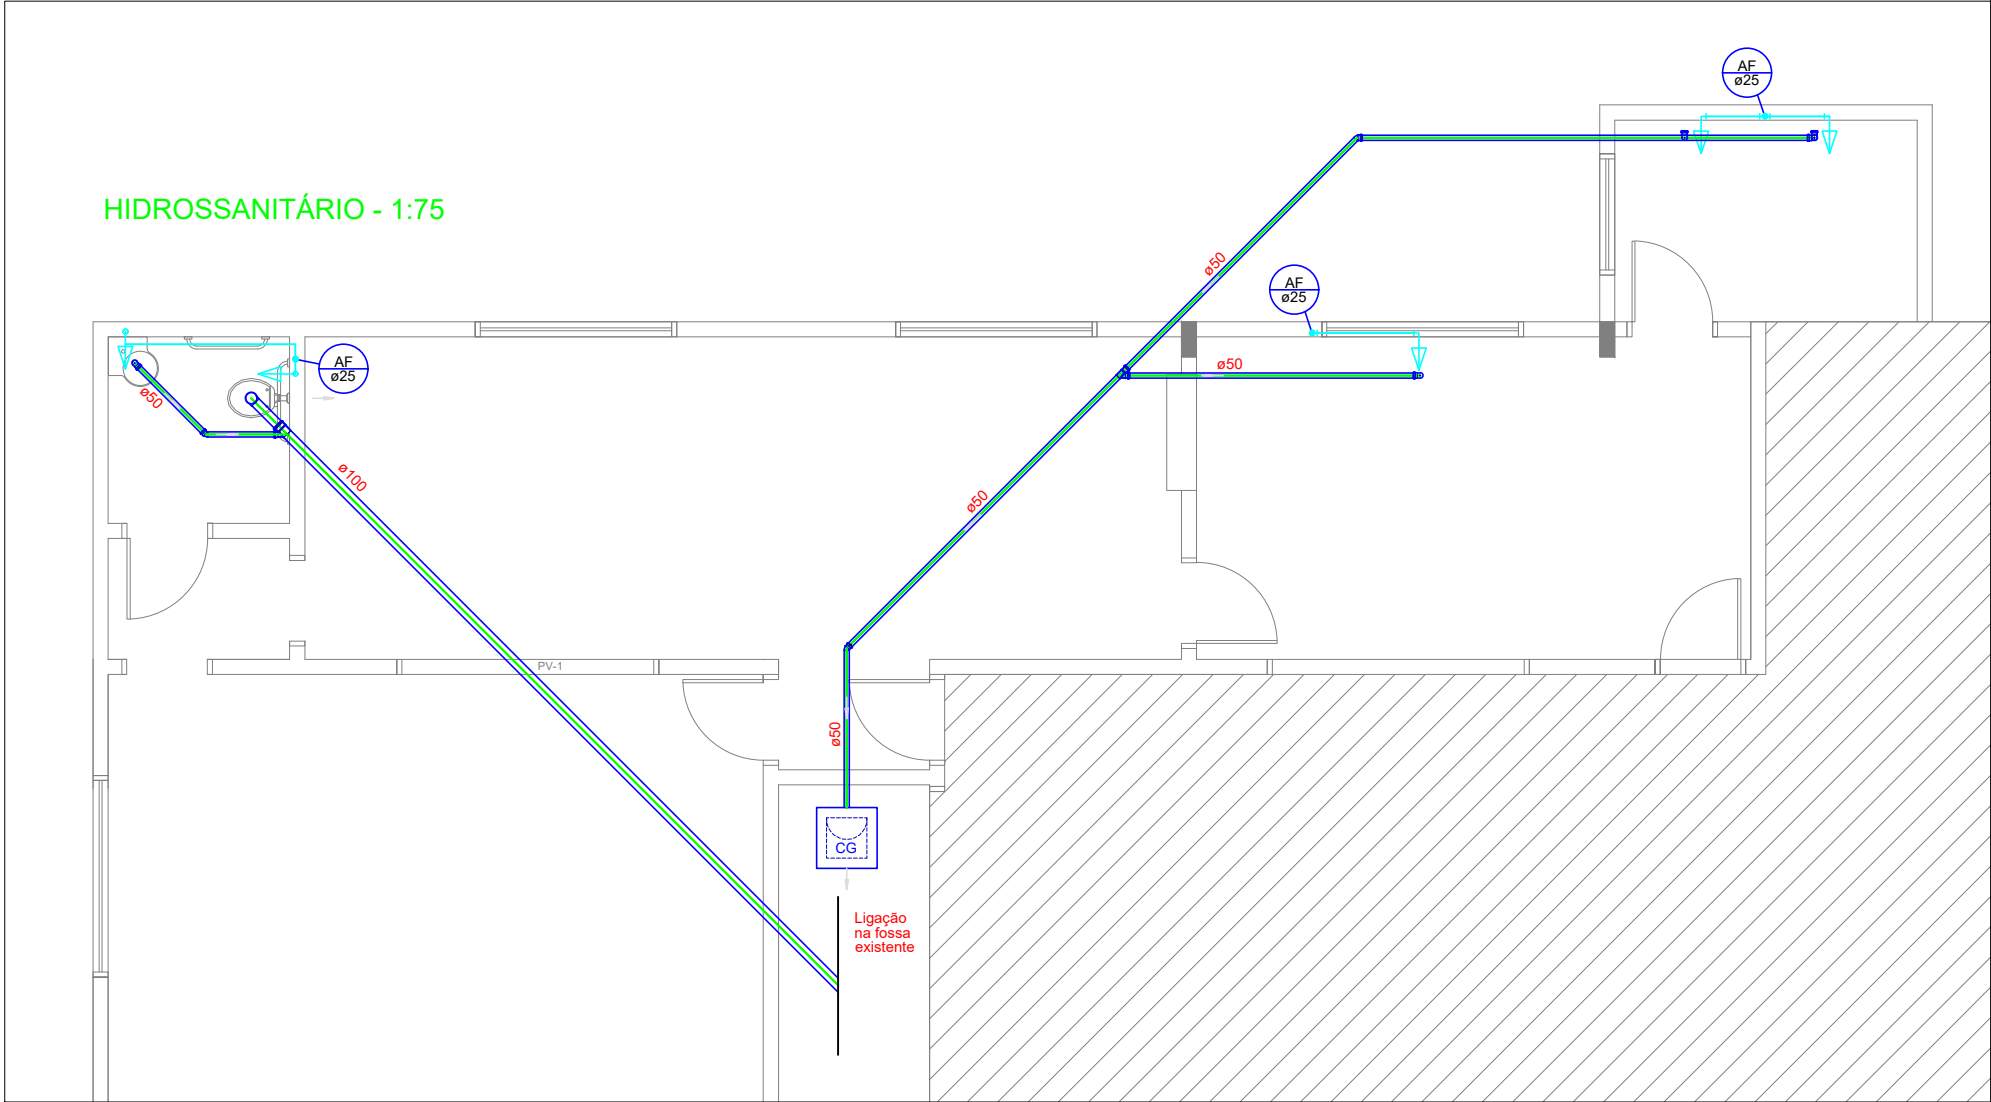 AF
ø25
HIDROSSANITÁRIO - 1:75
ø50
AF
ø25
AF
ø25
ø50
ø50
ø100
ø50
PV-1
ø50
CG
Ligação
na fossa
existente